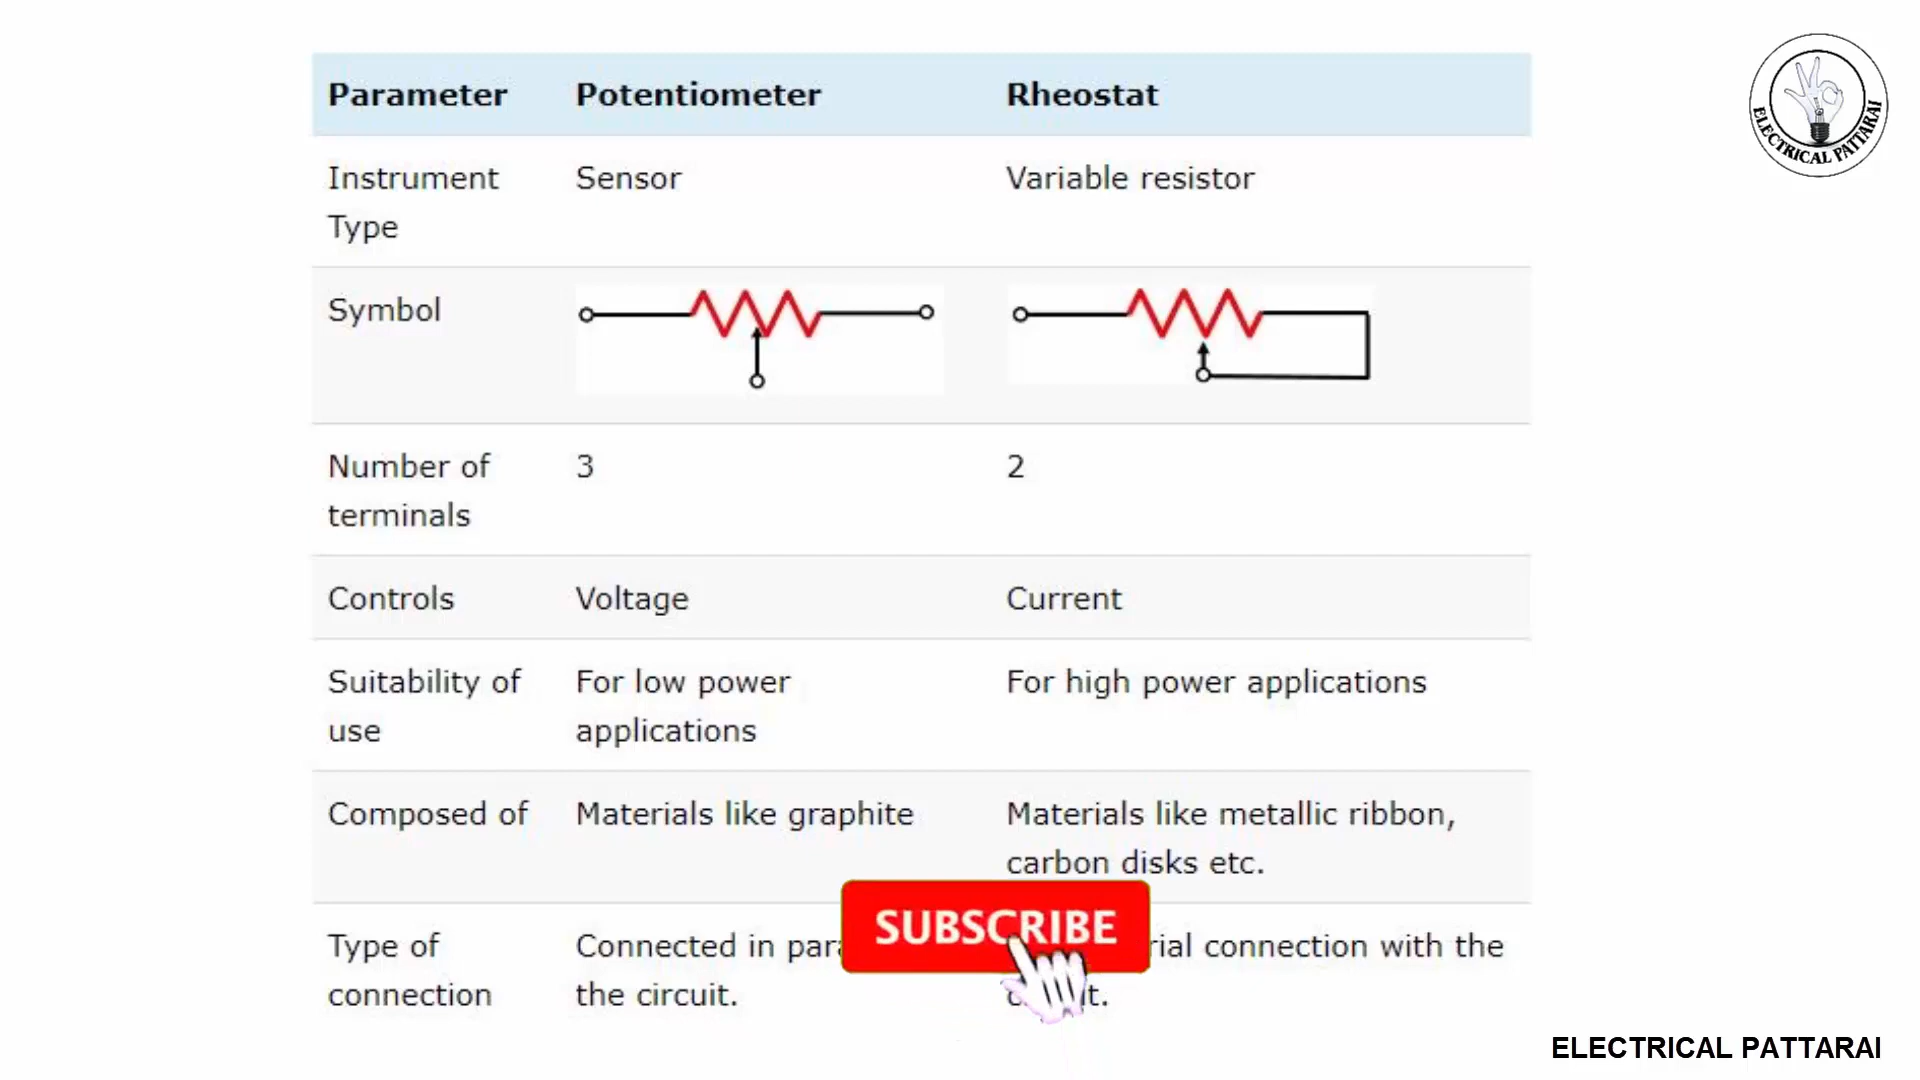 Parameter Potentiometer Rheostat
Instrument Sensor Variable resistor
Type
Symbol
Number of 3 2
terminals
Controls Voltage Current
Suitability of For low power For high power applications
use applications
Composed of Materials like graphite Materials like metallic ribbon,
carbon disks etc.
Type of Connected in connection with the
connection the circuit.
SUBSCRIBE
ELECTRICAL PATTARAI
ELECTRICAL PATTARAI